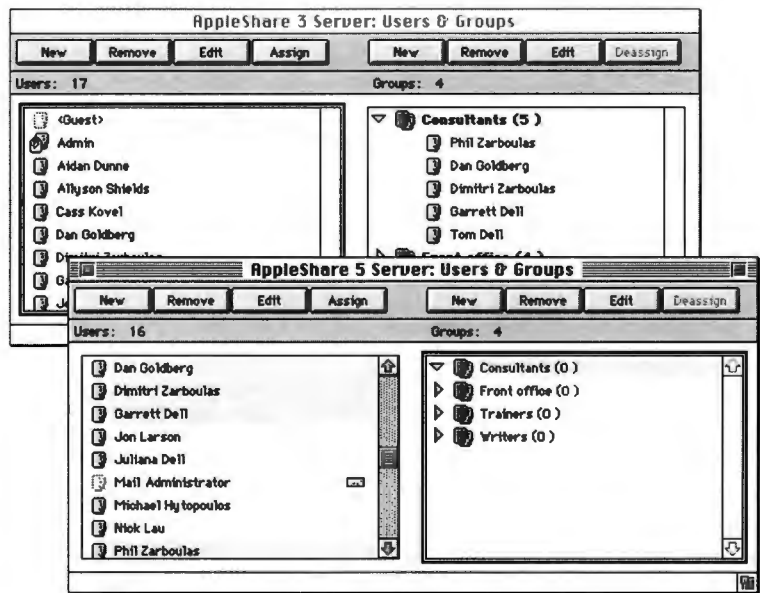 AppleShare 3 Server: Users & Groups
New Remove Edit Assign New Remove Edit Deassign
Users: 17 Groups: 4
<Guest>
Admin
Aidan Dunne
Allyson Shields
Cass Kovel
Dan Goldberg
Consultants (5 )
Phil Zarboulas
Dan Goldberg
Dimitri Zarboulas
Garrett Dell
Tom Dell
AppleShare 5 Server: Users & Groups
New Remove Edit Assign New Remove Edit Deassign
Users: 16 Groups: 4
Dan Goldberg
Dimitri Zarboulas
Garrett Dell
Jon Larson
Juliana Dell
Mail Administrator
Michael Hytopoulos
Nick Lau
Phil Zarboulas
Consultants (0 )
Front office (0 )
Trainers (0 )
Writers (0 )